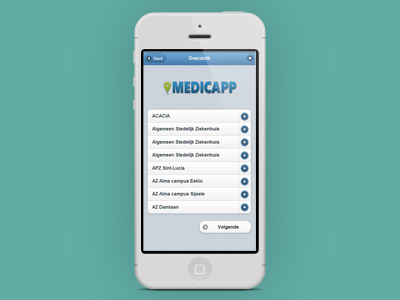 Back
Overzicht
MEDICAPP
ACACIA
Algemeen Stedelijk Ziekenhuis
Algemeen Stedelijk Ziekenhuis
Algemeen Stedelijk Ziekenhuis
APZ Sint-Lucia
AZ Alma campus Eeklo
AZ Alma campus Sijsele
AZ Damiaan
Volgende